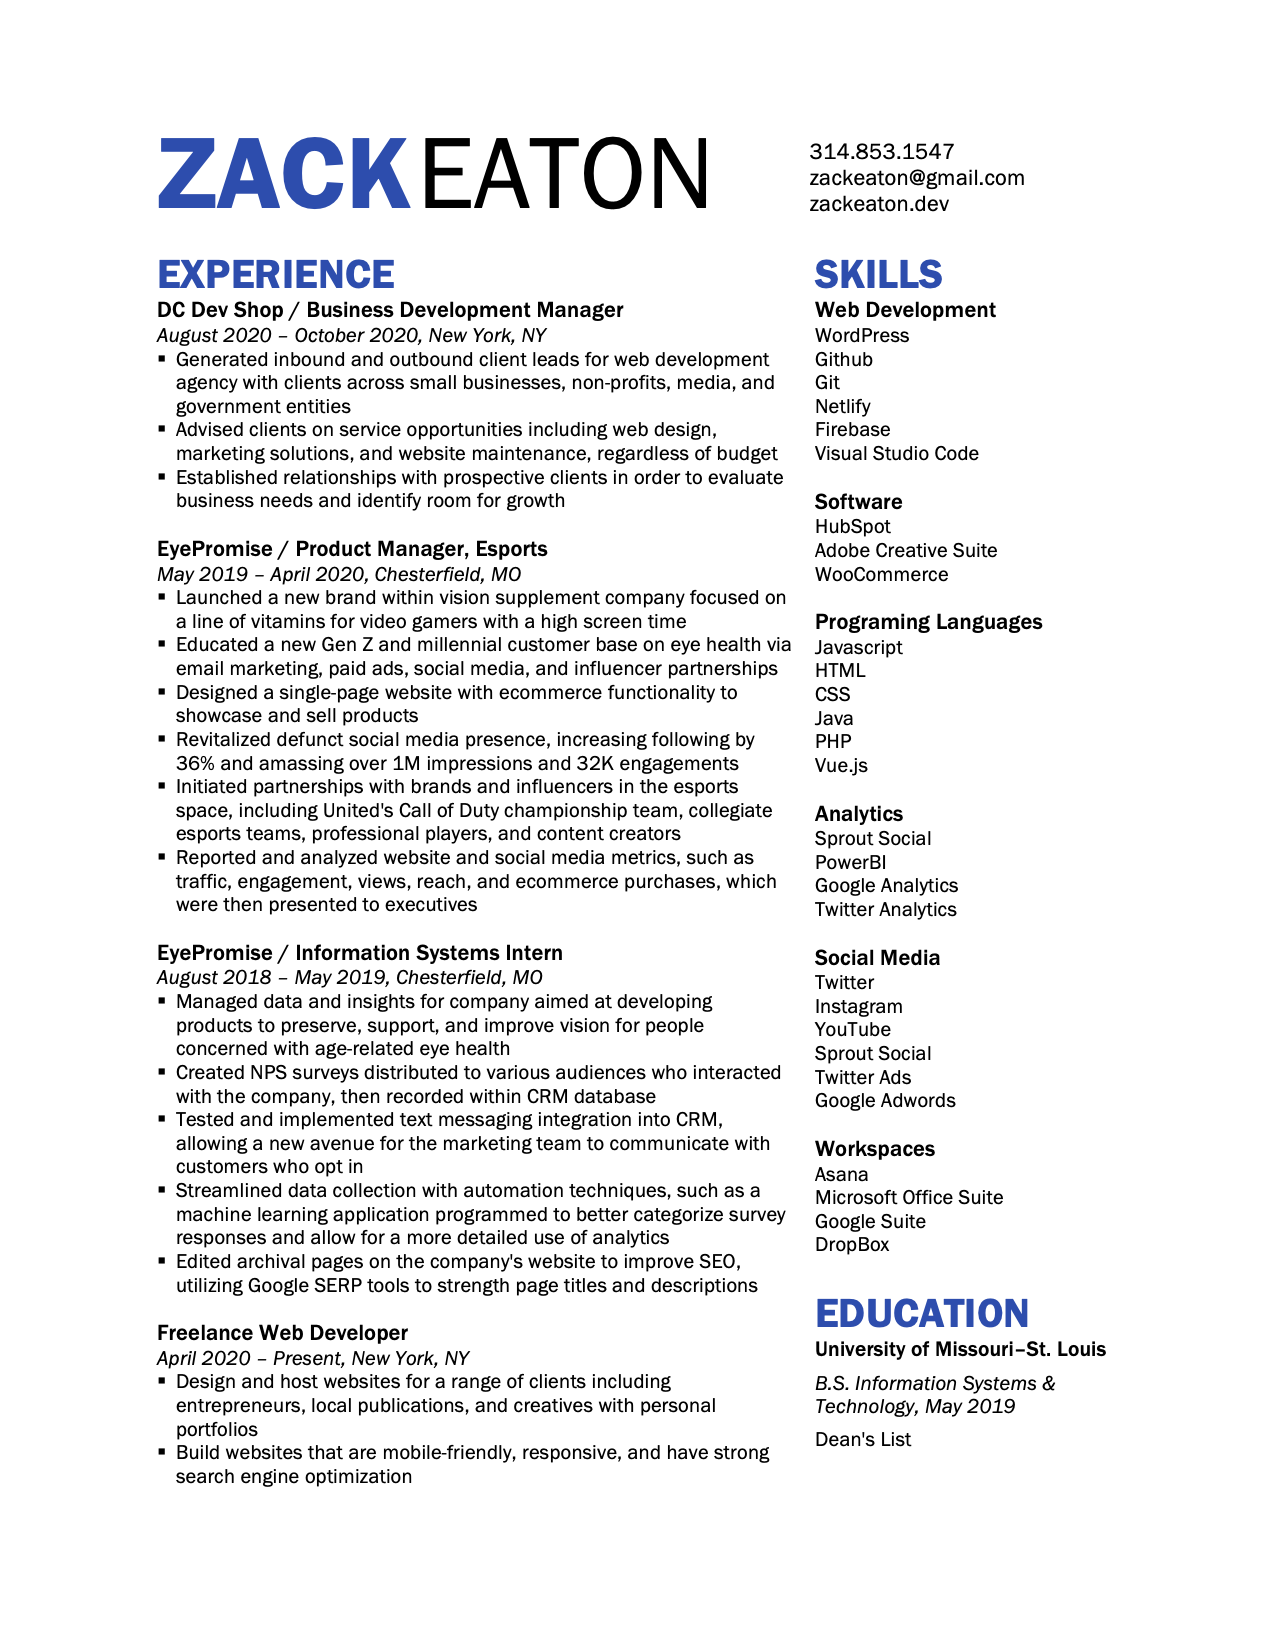 ZACK EATON
314.853.1547
zackeaton@gmail.com
zackeaton.dev
EXPERIENCE
DC Dev Shop / Business Development Manager
August 2020 – October 2020, New York, NY
▪ Generated inbound and outbound client leads for web development
agency with clients across small businesses, non-profits, media, and
government entities
▪ Advised clients on service opportunities including web design,
marketing solutions, and website maintenance, regardless of budget
▪ Established relationships with prospective clients in order to evaluate
business needs and identify room for growth
EyePromise / Product Manager, Esports
May 2019 – April 2020, Chesterfield, MO
▪ Launched a new brand within vision supplement company focused on
a line of vitamins for video gamers with a high screen time
▪ Educated a new Gen Z and millennial customer base on eye health via
email marketing, paid ads, social media, and influencer partnerships
▪ Designed a single-page website with ecommerce functionality to
showcase and sell products
▪ Revitalized defunct social media presence, increasing following by
36% and amassing over 1M impressions and 32K engagements
▪ Initiated partnerships with brands and influencers in the esports
space, including United's Call of Duty championship team, collegiate
esports teams, professional players, and content creators
▪ Reported and analyzed website and social media metrics, such as
traffic, engagement, views, reach, and ecommerce purchases, which
were then presented to executives
EyePromise / Information Systems Intern
August 2018 – May 2019, Chesterfield, MO
▪ Managed data and insights for company aimed at developing
products to preserve, support, and improve vision for people
concerned with age-related eye health
▪ Created NPS surveys distributed to various audiences who interacted
with the company, then recorded within CRM database
▪ Tested and implemented text messaging integration into CRM,
allowing a new avenue for the marketing team to communicate with
customers who opt in
▪ Streamlined data collection with automation techniques, such as a
machine learning application programmed to better categorize survey
responses and allow for a more detailed use of analytics
▪ Edited archival pages on the company's website to improve SEO,
utilizing Google SERP tools to strength page titles and descriptions
Freelance Web Developer
April 2020 – Present, New York, NY
▪ Design and host websites for a range of clients including
entrepreneurs, local publications, and creatives with personal
portfolios
▪ Build websites that are mobile-friendly, responsive, and have strong
search engine optimization
SKILLS
Web Development
WordPress
Github
Git
Netlify
Firebase
Visual Studio Code
Software
HubSpot
Adobe Creative Suite
WooCommerce
Programing Languages
Javascript
HTML
CSS
Java
PHP
Vue.js
Analytics
Sprout Social
PowerBI
Google Analytics
Twitter Analytics
Social Media
Twitter
Instagram
YouTube
Sprout Social
Twitter Ads
Google Adwords
Workspaces
Asana
Microsoft Office Suite
Google Suite
DropBox
EDUCATION
University of Missouri–St. Louis
B.S. Information Systems &
Technology, May 2019
Dean's List